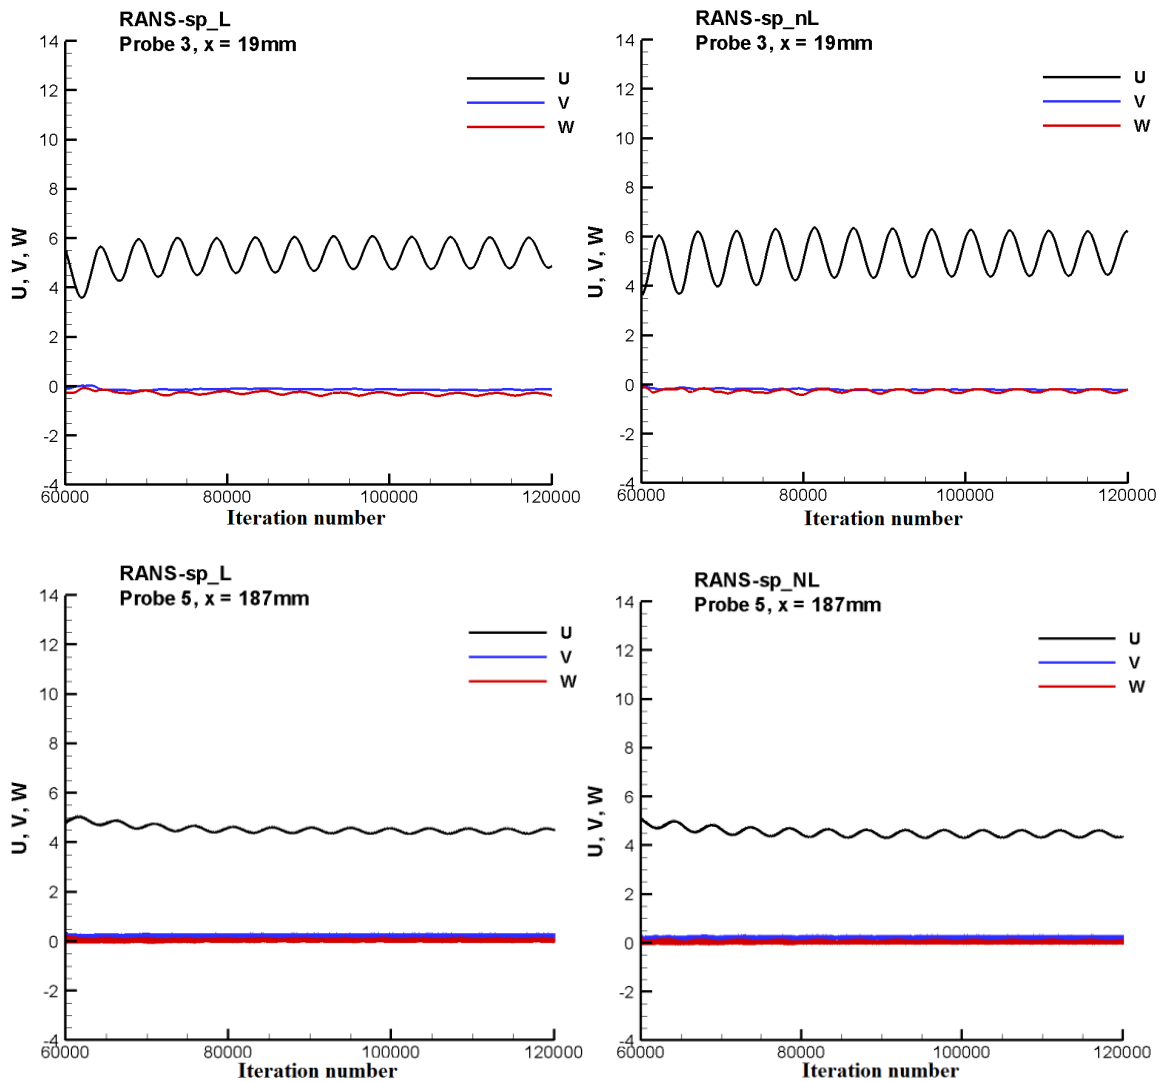 RANS-sp_L
Probe 3, x = 19mm
14
12
10
8
6
4
2
0
-2
-4
U, V, W
U
V
W
60000 80000 100000 120000
Iteration number
RANS-sp_nL
Probe 3, x = 19mm
14
12
10
8
6
4
2
0
-2
-4
U, V, W
U
V
W
60000 80000 100000 120000
Iteration number
RANS-sp_L
Probe 5, x = 187mm
14
12
10
8
6
4
2
0
-2
-4
U, V, W
U
V
W
60000 80000 100000 120000
Iteration number
RANS-sp_NL
Probe 5, x = 187mm
14
12
10
8
6
4
2
0
-2
-4
U, V, W
U
V
W
60000 80000 100000 120000
Iteration number